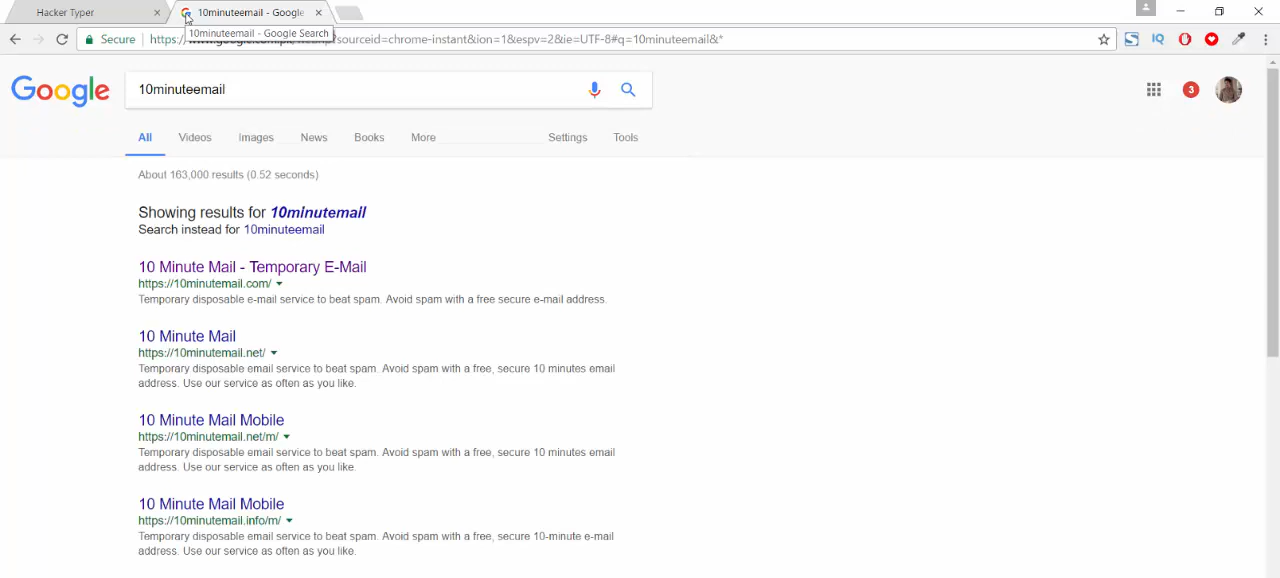 Hacker Typer
10minuteemail - Google
10minuteemail - Google Search
Secure https:// sourceid=chrome-instant&ion=1&espv=2&ie=UTF-8#q=10minuteemail&*
Google
10minuteemail
3
All Videos Images News Books More Settings Tools
About 163,000 results (0.52 seconds)
Showing results for 10minutemail
Search instead for 10minuteemail
10 Minute Mail - Temporary E-Mail
https://10minutemail.com/
Temporary disposable e-mail service to beat spam. Avoid spam with a free secure e-mail address.
10 Minute Mail
https://10minutemail.net/
Temporary disposable email service to beat spam. Avoid spam with a free, secure 10 minutes email
address. Use our service as often as you like.
10 Minute Mail Mobile
https://10minutemail.net/m/
Temporary disposable email service to beat spam. Avoid spam with a free, secure 10 minutes email
address. Use our service as often as you like.
10 Minute Mail Mobile
https://10minutemail.info/m/
Temporary disposable email service to beat spam. Avoid spam with a free, secure 10-minute e-mail
address. Use our service as often as you like.